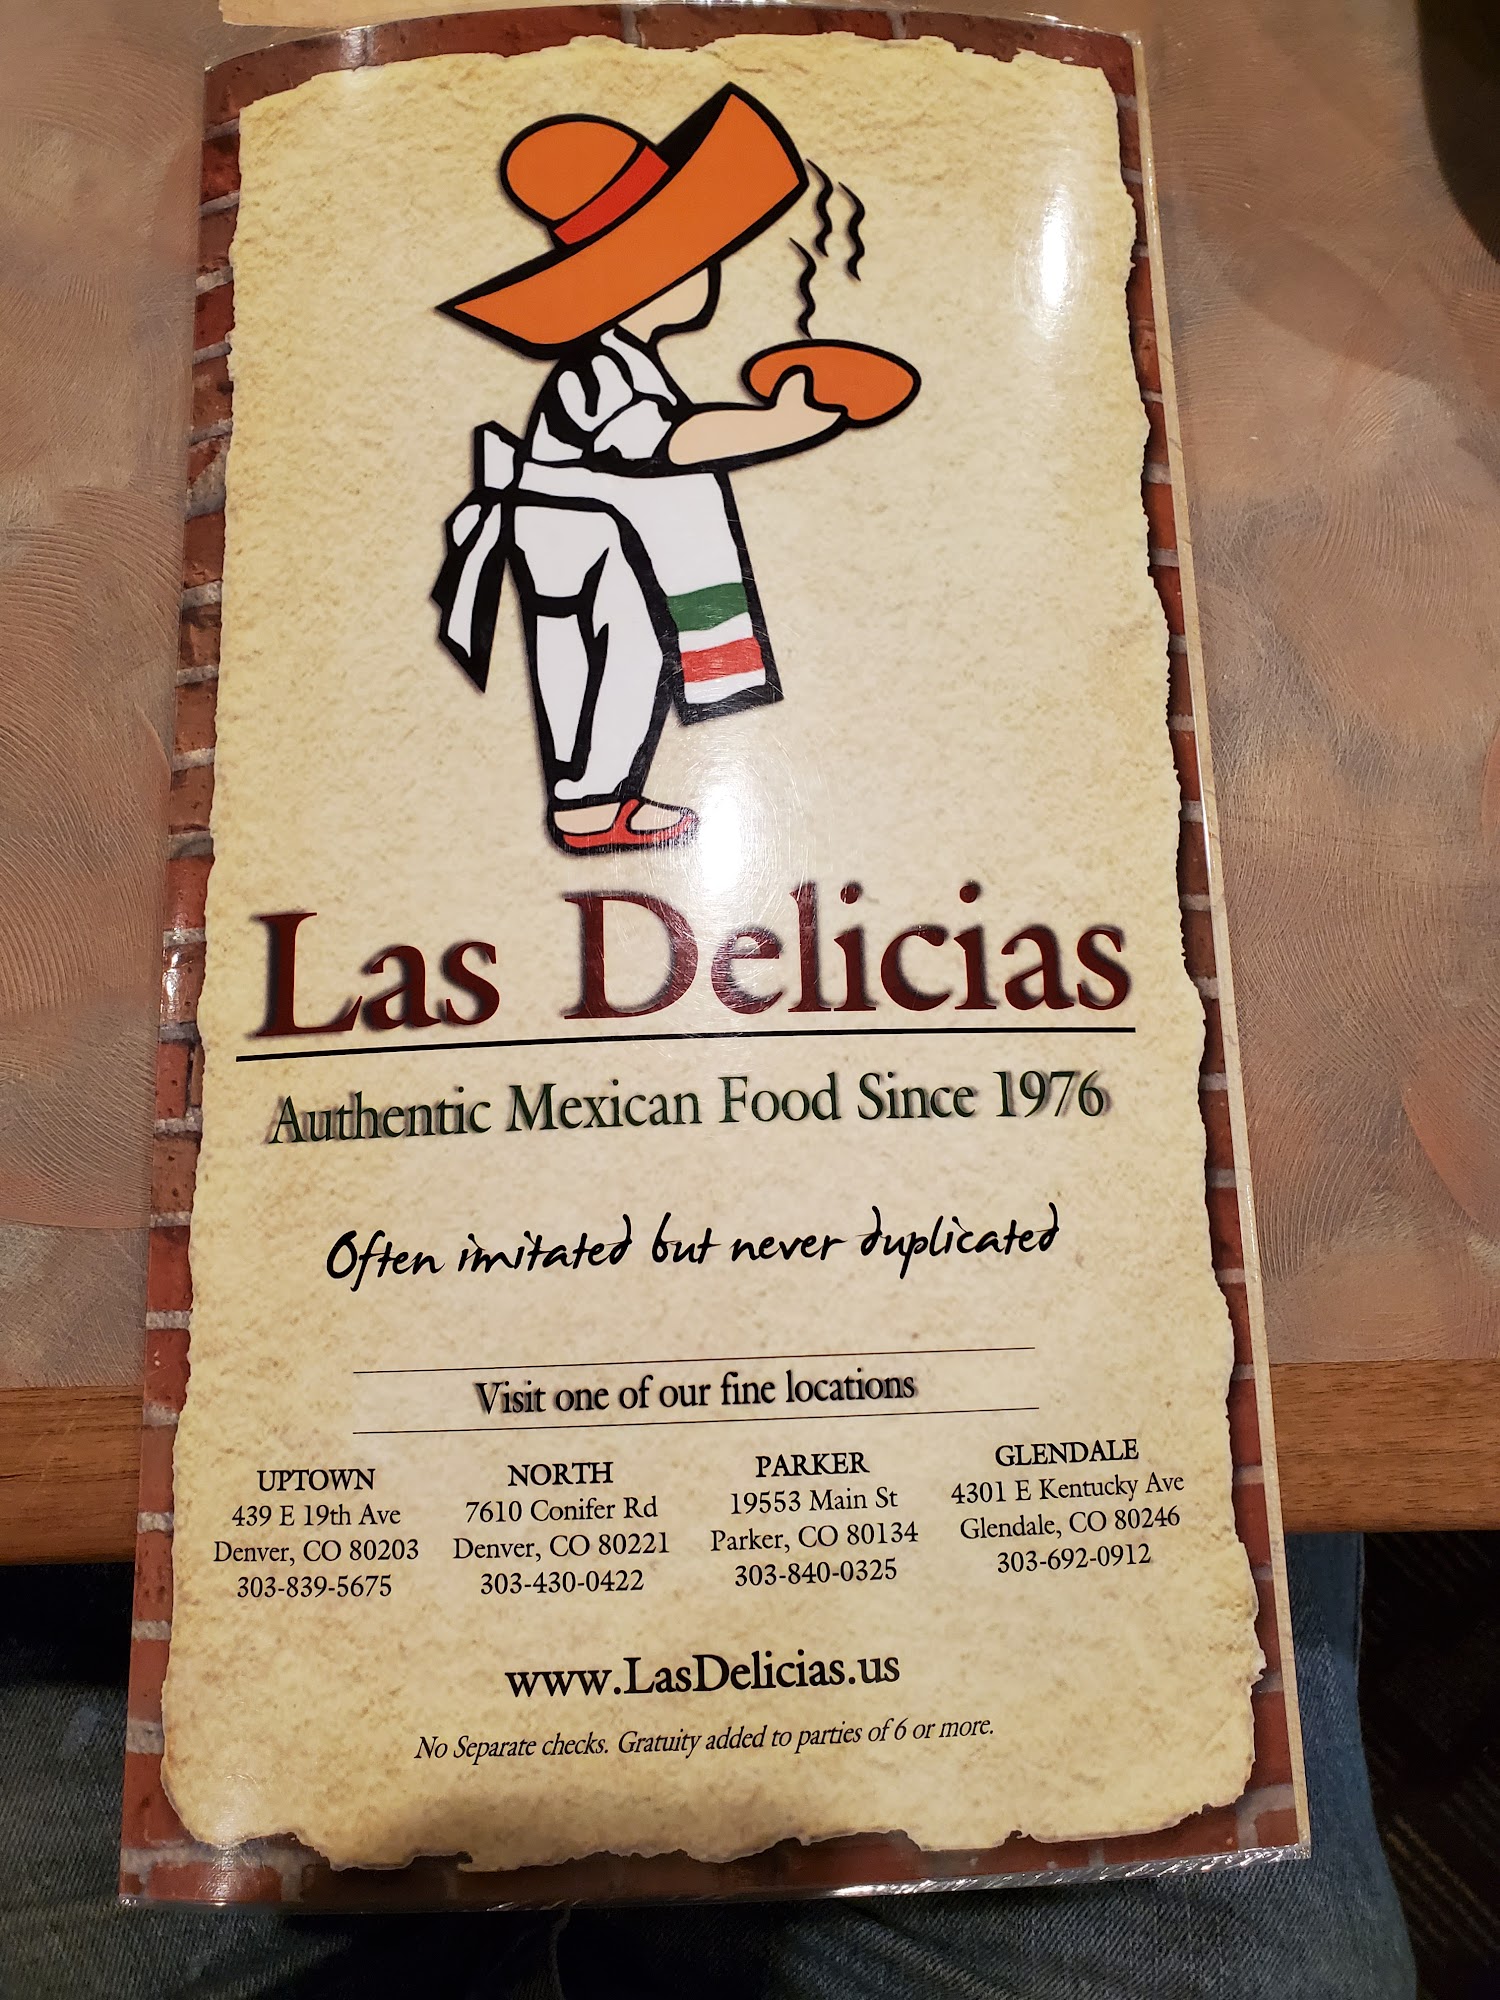 Las Delicias
Authentic Mexican Food Since 1976
Often imitated but never duplicated
Visit one of our fine locations
UPTOWN
439 E 19th Ave
Denver, CO 80203
303-839-5675
NORTH
7610 Conifer Rd
Denver, CO 80221
303-430-0422
PARKER
19553 Main St
Parker, CO 80134
303-840-0325
GLENDALE
4301 E Kentucky Ave
Glendale, CO 80246
303-692-0912
www.LasDelicias.us
No Separate checks. Gratuity added to parties of 6 or more.